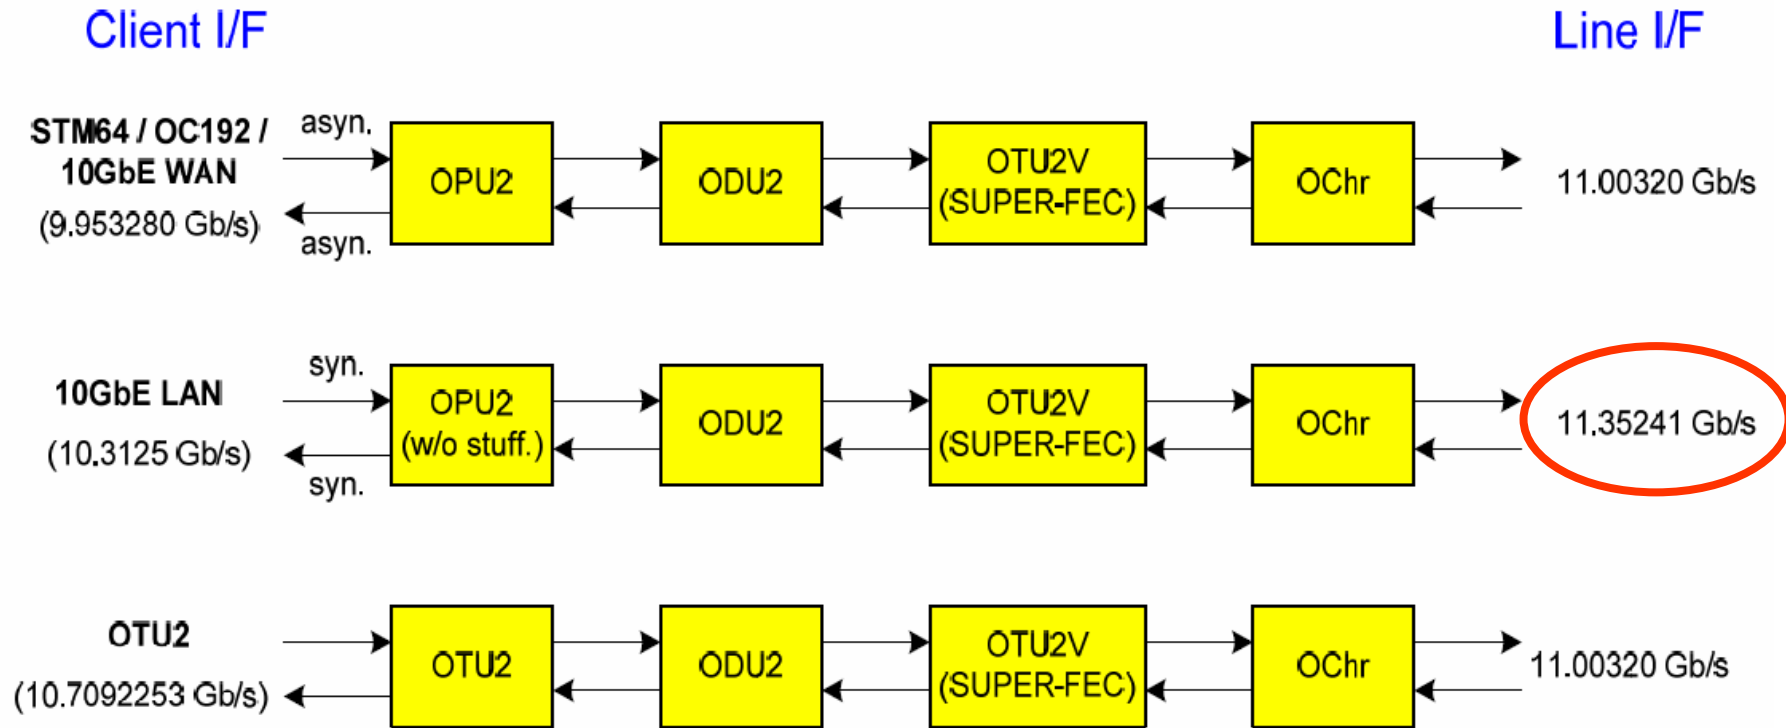 Client I/F
Line I/F
STM64 / OC192 /
10GbE WAN
(9.953280 Gb/s)
asyn.
asyn.
OPU2
ODU2
OTU2V
(SUPER-FEC)
OChr
11.00320 Gb/s
10GbE LAN
(10.3125 Gb/s)
syn.
syn.
OPU2
(w/o stuff.)
ODU2
OTU2V
(SUPER-FEC)
OChr
11.35241 Gb/s
OTU2
(10.7092253 Gb/s)
OTU2
ODU2
OTU2V
(SUPER-FEC)
OChr
11.00320 Gb/s